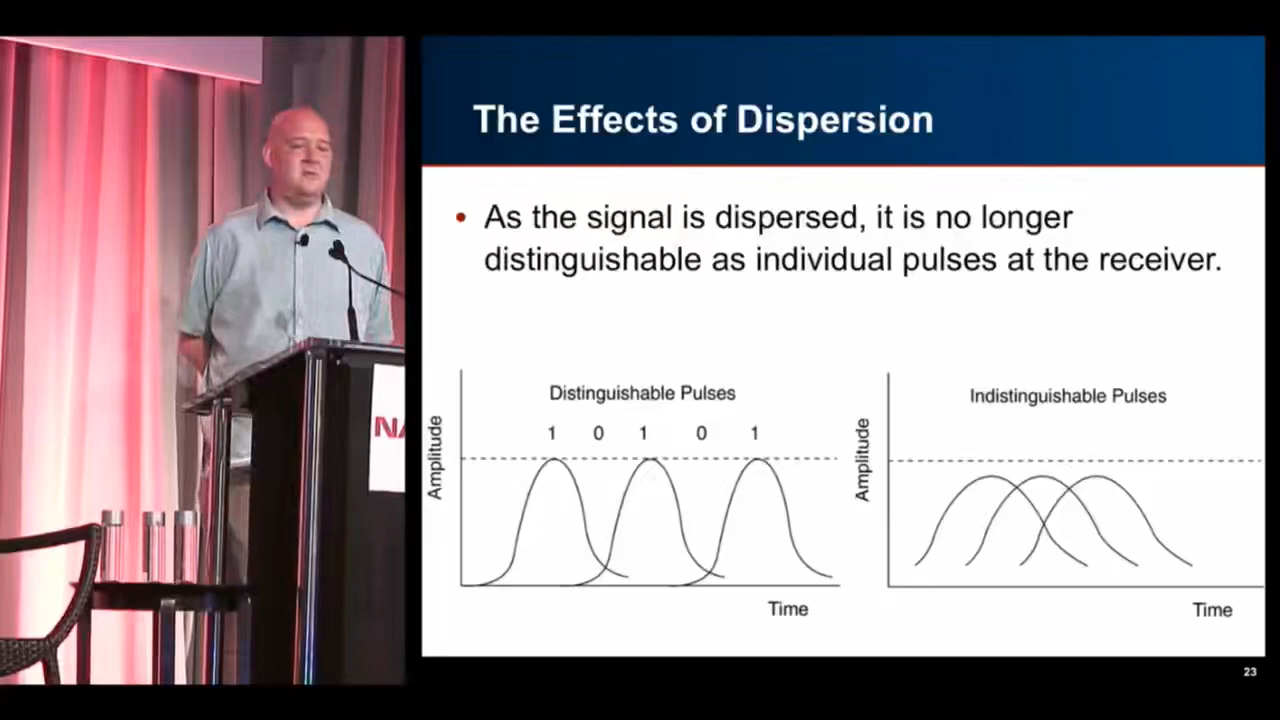 The Effects of Dispersion
• As the signal is dispersed, it is no longer
distinguishable as individual pulses at the receiver.
Distinguishable Pulses
1 0 1 0 1
Amplitude
Time
Indistinguishable Pulses
Amplitude
Time
NA
23